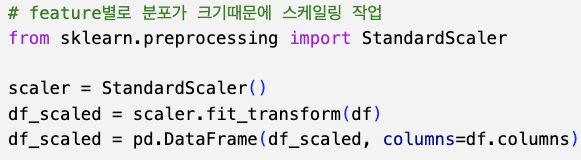 # feature별로 분포가 크기때문에 스케일링 작업
from sklearn.preprocessing import StandardScaler
scaler = StandardScaler()
df_scaled = scaler.fit_transform(df)
df_scaled = pd.DataFrame(df_scaled, columns=df.columns)